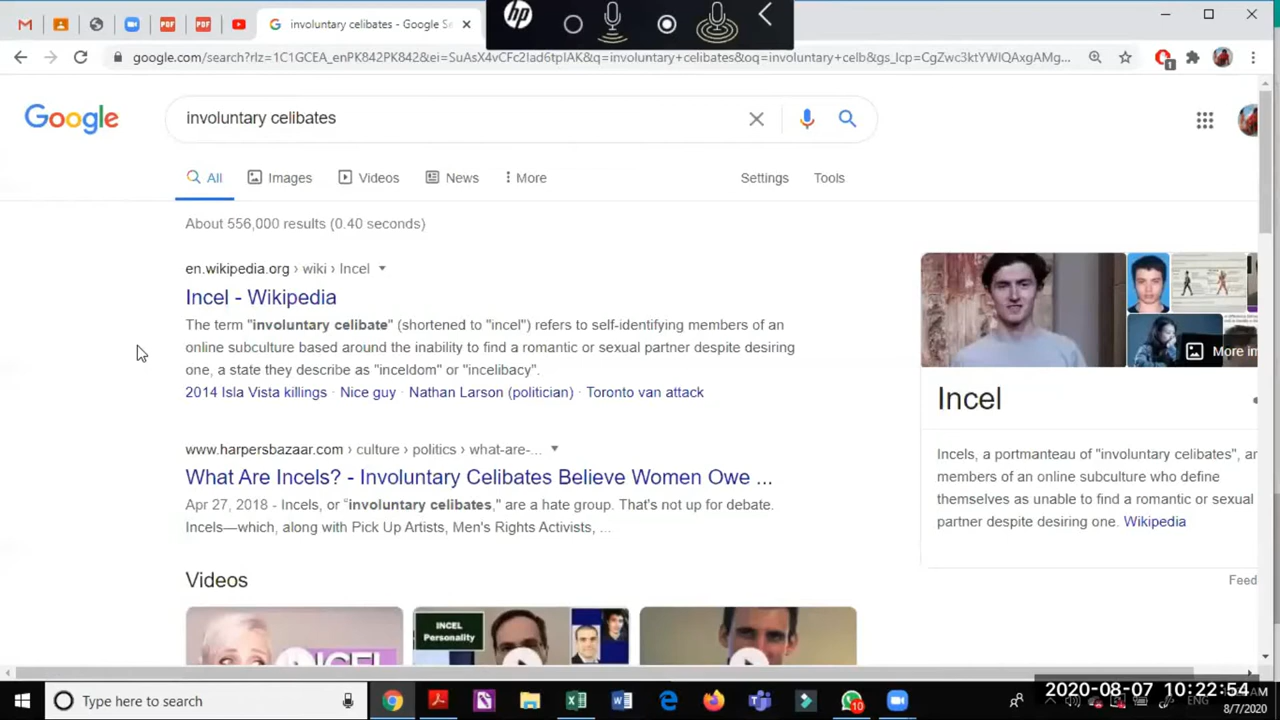 involuntary celibates - Google Se
hp
google.com/search?rlz=1C1GCEA_enPK842PK842&ei=SuAsX4vCFc2lad6tpIAK&q=involuntary+celibates&oq=involuntary+celb&gs_lcp=CgZwc3ktYWIQAxgAMg...
1
Google
involuntary celibates
All
Images
Videos
News
More
Settings
Tools
About 556,000 results (0.40 seconds)
en.wikipedia.org › wiki › Incel
Incel - Wikipedia
The term "involuntary celibate" (shortened to "incel") refers to self-identifying members of an
online subculture based around the inability to find a romantic or sexual partner despite desiring
one, a state they describe as "inceldom" or "incelibacy".
2014 Isla Vista killings · Nice guy · Nathan Larson (politician) · Toronto van attack
www.harpersbazaar.com › culture › politics › what-are-...
What Are Incels? - Involuntary Celibates Believe Women Owe ...
Apr 27, 2018 - Incels, or “involuntary celibates,” are a hate group. That's not up for debate.
Incels—which, along with Pick Up Artists, Men's Rights Activists, ...
Videos
INCEL
INCEL
Personality
More im
Incel
Incels, a portmanteau of "involuntary celibates", ar
members of an online subculture who define
themselves as unable to find a romantic or sexual
partner despite desiring one. Wikipedia
Feed
Type here to search
10
ENG
2020-08-07 10:22:54
8/7/2020